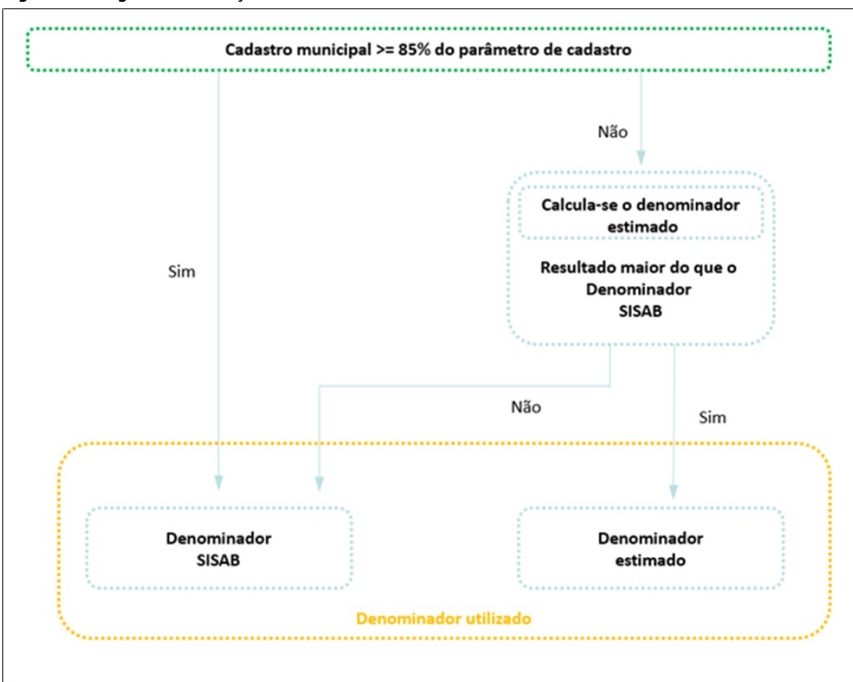 Cadastro municipal >= 85% do parâmetro de cadastro
Não
Calcula-se o denominador
estimado
Sim
Resultado maior do que o
Denominador
SISAB
Não
Sim
Denominador
SISAB
Denominador
estimado
Denominador utilizado